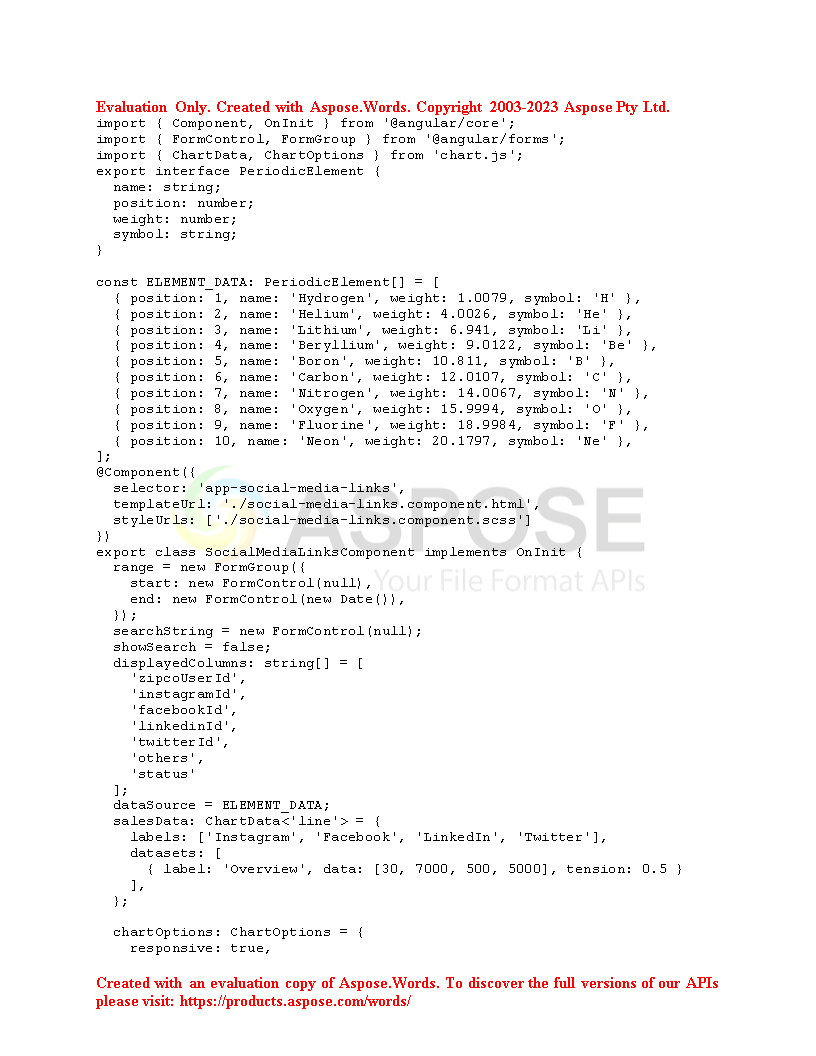 Evaluation Only. Created with Aspose.Words. Copyright 2003-2023 Aspose Pty Ltd.
import { Component, OnInit } from '@angular/core';
import { FormControl, FormGroup } from '@angular/forms';
import { ChartData, ChartOptions } from 'chart.js';
export interface PeriodicElement {
  name: string;
  position: number;
  weight: number;
  symbol: string;
}

const ELEMENT_DATA: PeriodicElement[] = [
  { position: 1, name: 'Hydrogen', weight: 1.0079, symbol: 'H' },
  { position: 2, name: 'Helium', weight: 4.0026, symbol: 'He' },
  { position: 3, name: 'Lithium', weight: 6.941, symbol: 'Li' },
  { position: 4, name: 'Beryllium', weight: 9.0122, symbol: 'Be' },
  { position: 5, name: 'Boron', weight: 10.811, symbol: 'B' },
  { position: 6, name: 'Carbon', weight: 12.0107, symbol: 'C' },
  { position: 7, name: 'Nitrogen', weight: 14.0067, symbol: 'N' },
  { position: 8, name: 'Oxygen', weight: 15.9994, symbol: 'O' },
  { position: 9, name: 'Fluorine', weight: 18.9984, symbol: 'F' },
  { position: 10, name: 'Neon', weight: 20.1797, symbol: 'Ne' },
];
@Component({
  selector: 'app-social-media-links',
  templateUrl: './social-media-links.component.html',
  styleUrls: ['./social-media-links.component.scss']
})
ASPOSE
export class SocialMediaLinksComponent implements OnInit {
  range = new FormGroup({
    start: new FormControl(null),
Your File Format APIs
    end: new FormControl(new Date()),
  });
  searchString = new FormControl(null);
  showSearch = false;
  displayedColumns: string[] = [
    'zipcoUserId',
    'instagramId',
    'facebookId',
    'linkedinId',
    'twitterId',
    'others',
    'status'
  ];
  dataSource = ELEMENT_DATA;
  salesData: ChartData<'line'> = {
    labels: ['Instagram', 'Facebook', 'LinkedIn', 'Twitter'],
    datasets: [
      { label: 'Overview', data: [30, 7000, 500, 5000], tension: 0.5 }
    ],
  };

  chartOptions: ChartOptions = {
    responsive: true,
Created with an evaluation copy of Aspose.Words. To discover the full versions of our APIs
please visit: https://products.aspose.com/words/